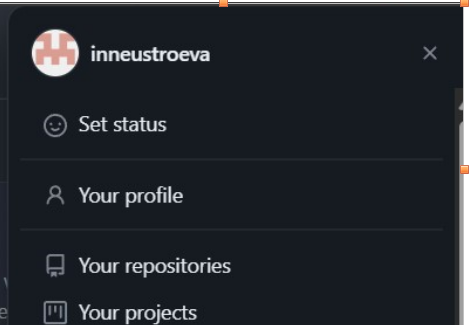 inneustroeva
Set status
Your profile
Your repositories
Your projects